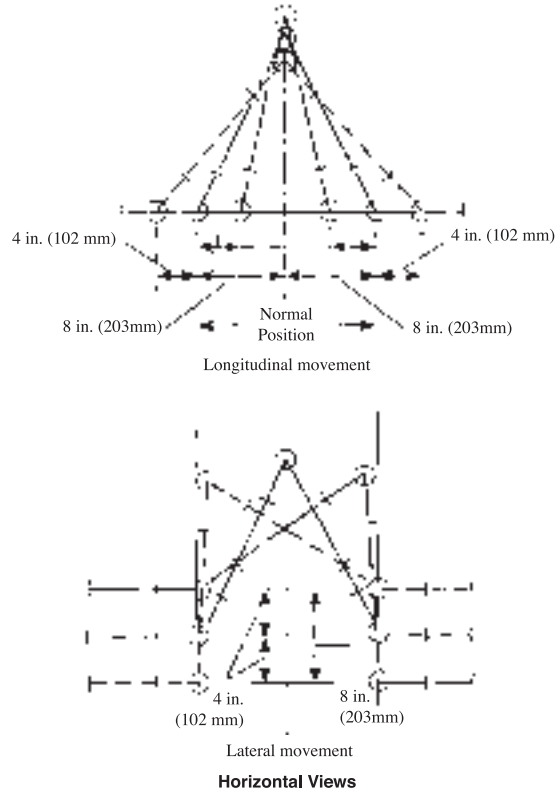 4 in. (102 mm)
4 in. (102 mm)
8 in. (203mm)
Normal
Position
8 in. (203mm)
Longitudinal movement
4 in.
(102 mm)
8 in.
(203mm)
Lateral movement
Horizontal Views